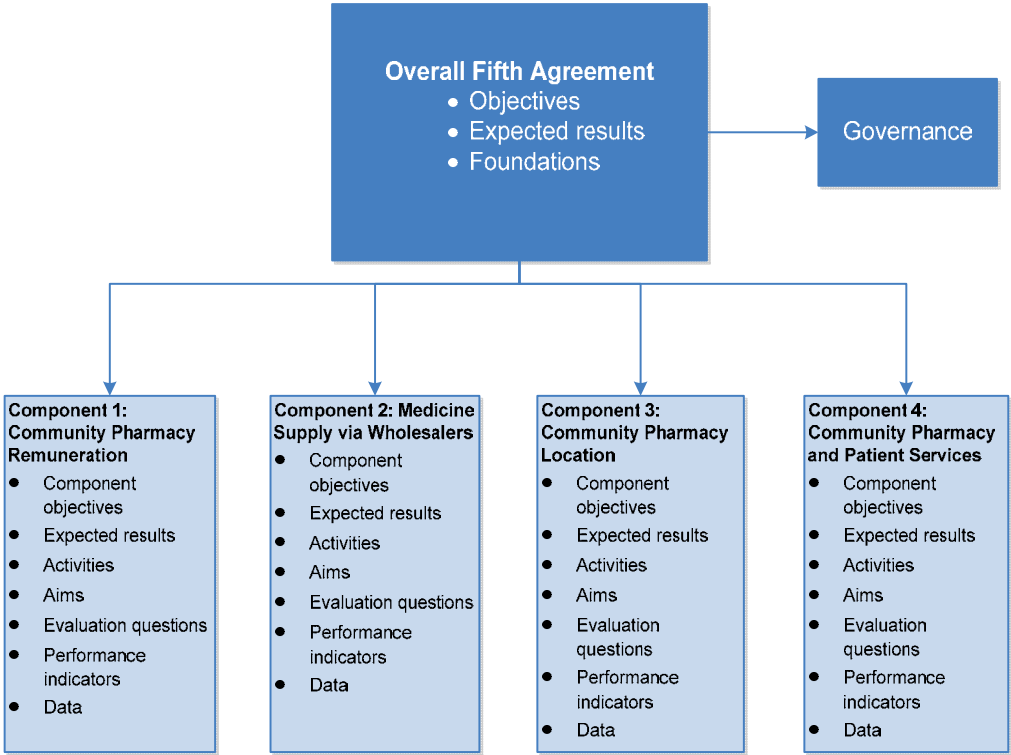 Overall Fifth Agreement
• Objectives
• Expected results
• Foundations
Governance
Component 1:
Community Pharmacy
Remuneration
• Component
objectives
• Expected results
• Activities
• Aims
• Evaluation questions
• Performance
indicators
• Data
Component 2: Medicine
Supply via Wholesalers
• Component
objectives
• Expected results
• Activities
• Aims
• Evaluation questions
• Performance
indicators
• Data
Component 3:
Community Pharmacy
Location
• Component
objectives
• Expected results
• Activities
• Aims
• Evaluation
questions
• Performance
indicators
• Data
Component 4:
Community Pharmacy
and Patient Services
• Component
objectives
• Expected results
• Activities
• Aims
• Evaluation
questions
• Performance
indicators
• Data